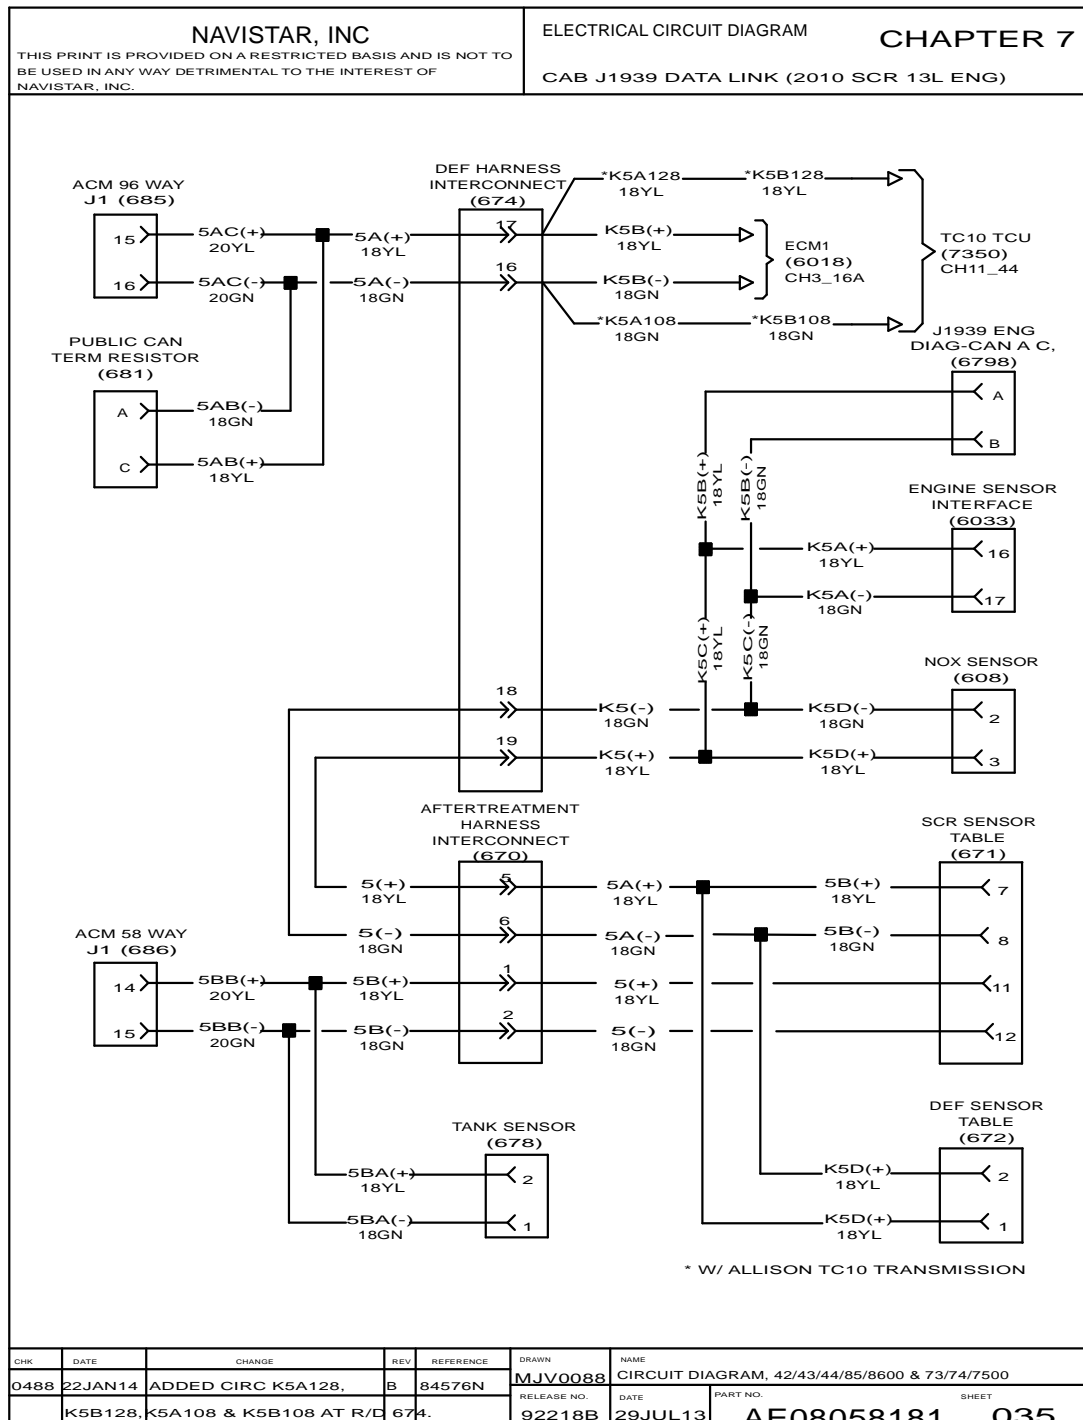 NAVISTAR, INC
THIS PRINT IS PROVIDED ON A RESTRICTED BASIS AND IS NOT TO
BE USED IN ANY WAY DETRIMENTAL TO THE INTEREST OF
NAVISTAR, INC.
ELECTRICAL CIRCUIT DIAGRAM
CHAPTER 7
CAB J1939 DATA LINK (2010 SCR 13L ENG)
ACM 96 WAY
J1 (685)
15
16
5AC(+)
20YL
5AC(-)
20GN
5A(+)
18YL
5A(-)
18GN
PUBLIC CAN
TERM RESISTOR
(681)
A
C
5AB(-)
18GN
5AB(+)
18YL
DEF HARNESS
INTERCONNECT
(674)
17
16
18
19
*K5A128
18YL
*K5B128
18YL
K5B(+)
18YL
K5B(-)
18GN
*K5A108
18GN
*K5B108
18GN
ECM1
(6018)
CH3_16A
TC10 TCU
(7350)
CH11_44
J1939 ENG
DIAG-CAN A C,
(6798)
A
B
K5B(+)
18YL
K5B(-)
18GN
ENGINE SENSOR
INTERFACE
(6033)
16
17
K5A(+)
18YL
K5A(-)
18GN
K5C(+)
18YL
K5C(-)
18GN
NOX SENSOR
(608)
2
3
K5(-)
18GN
K5D(-)
18GN
K5(+)
18YL
K5D(+)
18YL
AFTERTREATMENT
HARNESS
INTERCONNECT
(670)
5
6
1
2
5(+)
18YL
5(-)
18GN
5A(+)
18YL
5A(-)
18GN
5B(+)
18YL
5B(-)
18GN
SCR SENSOR
TABLE
(671)
7
8
11
12
ACM 58 WAY
J1 (686)
14
15
5BB(+)
20YL
5BB(-)
20GN
5B(+)
18YL
5B(-)
18GN
5(+)
18YL
5(-)
18GN
TANK SENSOR
(678)
2
1
5BA(+)
18YL
5BA(-)
18GN
DEF SENSOR
TABLE
(672)
2
1
K5D(+)
18YL
K5D(+)
18YL
* W/ ALLISON TC10 TRANSMISSION
CHK DATE CHANGE REV REFERENCE
0488 22JAN14 ADDED CIRC K5A128, B 84576N
K5B128,K5A108 & K5B108 AT R/D 674.
DRAWN
MJV0088
NAME
CIRCUIT DIAGRAM, 42/43/44/85/8600 & 73/74/7500
RELEASE NO.
92218B
DATE
29JUL13
PART NO.
AE08058181
SHEET
035